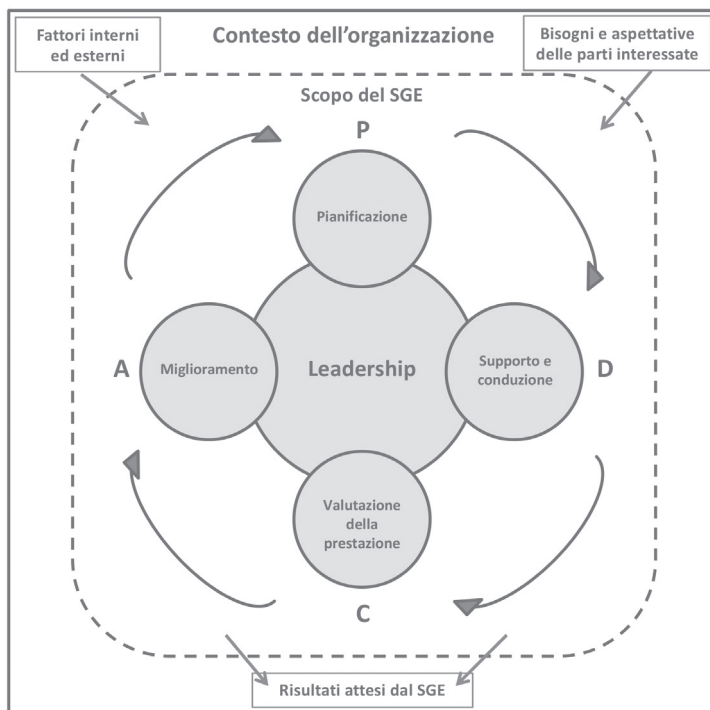 Fattori interni
ed esterni
Contesto dell'organizzazione
Bisogni e aspettative
delle parti interessate
Scopo del SGE
P
Pianificazione
A
Miglioramento
Leadership
Supporto e
conduzione
D
Valutazione
della
prestazione
C
Risultati attesi dal SGE